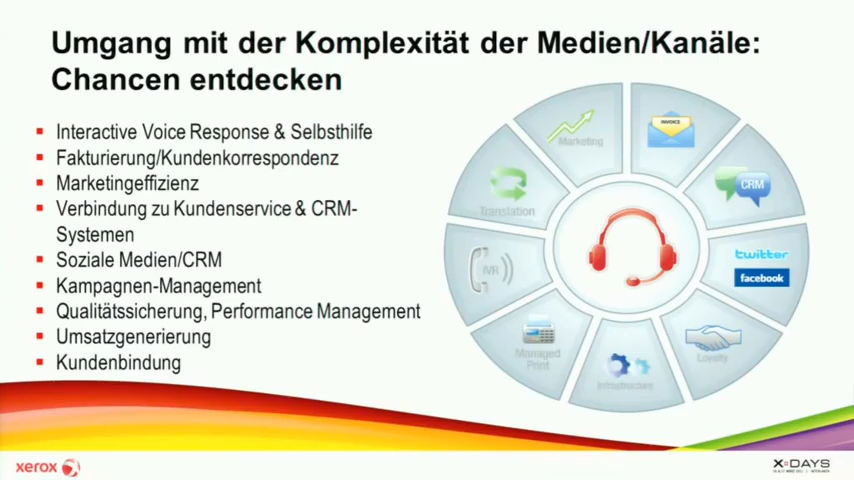 Umgang mit der Komplexität der Medien/Kanäle:
Chancen entdecken
Interactive Voice Response & Selbsthilfe
Fakturierung/Kundenkorrespondenz
Marketingeffizienz
Verbindung zu Kundenservice & CRM-
Systemen
Soziale Medien/CRM
Kampagnen-Management
Qualitätssicherung, Performance Management
Umsatzgenerierung
Kundenbindung
Marketing
INVOICE
CRM
Translation
twitter
facebook
IVR
Managed
Print
Infrastructure
Loyalty
xerox
X:DAYS